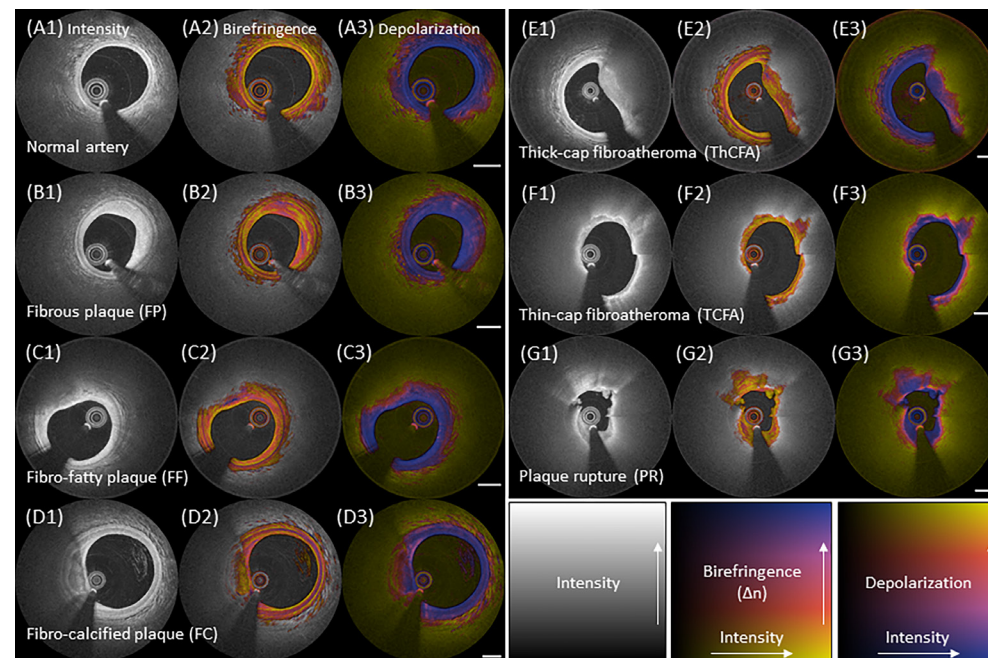 (A1) Intensity
(A2) Birefringence
(A3) Depolarization
Normal artery
(B1)
(B2)
(B3)
Fibrous plaque (FP)
(C1)
(C2)
(C3)
Fibro-fatty plaque (FF)
(D1)
(D2)
(D3)
Fibro-calcified plaque (FC)
(E1)
(E2)
(E3)
Thick-cap fibroatheroma (ThCFA)
(F1)
(F2)
(F3)
Thin-cap fibroatheroma (TCFA)
(G1)
(G2)
(G3)
Plaque rupture (PR)
Intensity
Birefringence
(Δn)
Intensity
Depolarization
Intensity